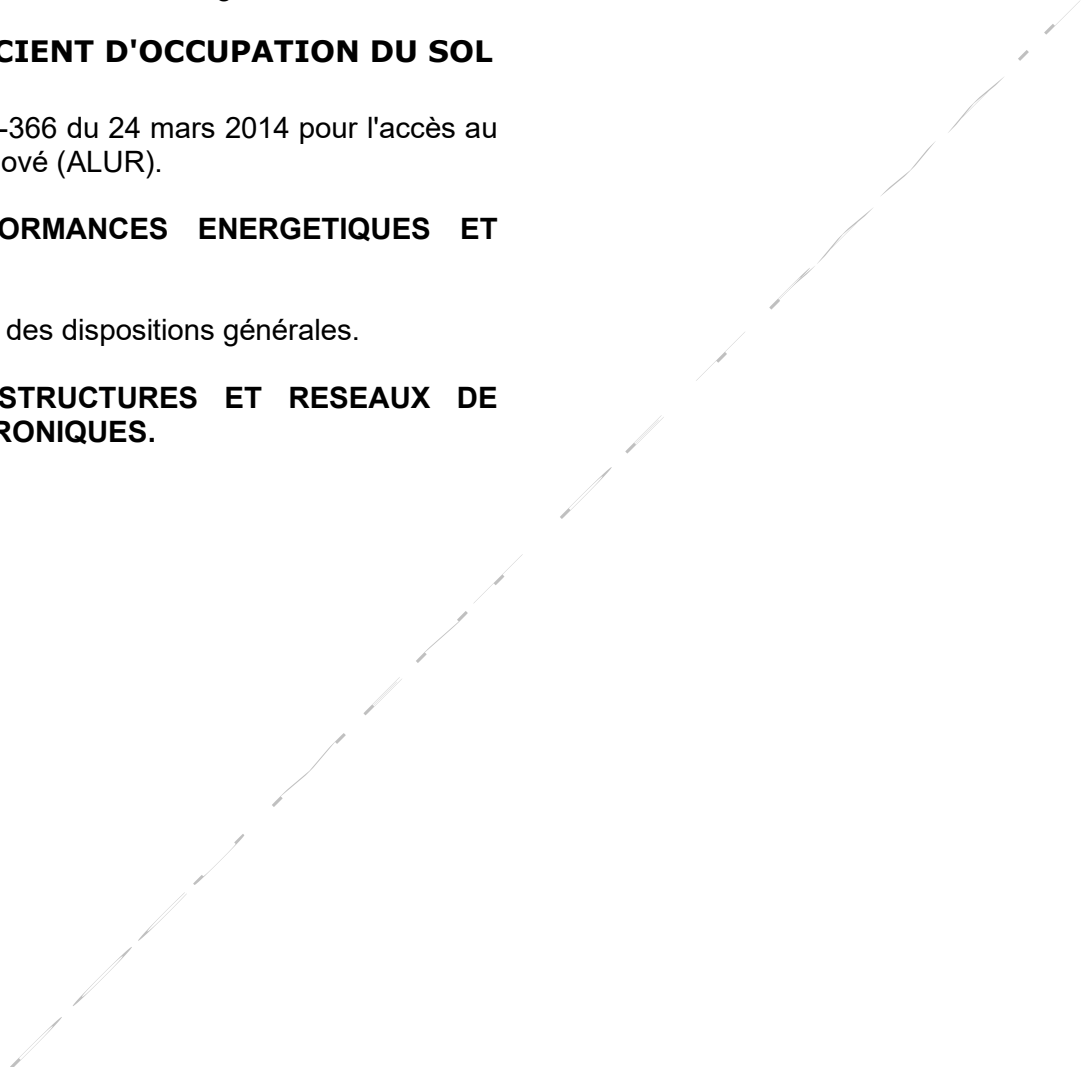 CIENT D'OCCUPATION DU SOL
-366 du 24 mars 2014 pour l'accès au
ové (ALUR).
ORMANCES ENERGETIQUES ET
des dispositions générales.
STRUCTURES ET RESEAUX DE
RONIQUES.